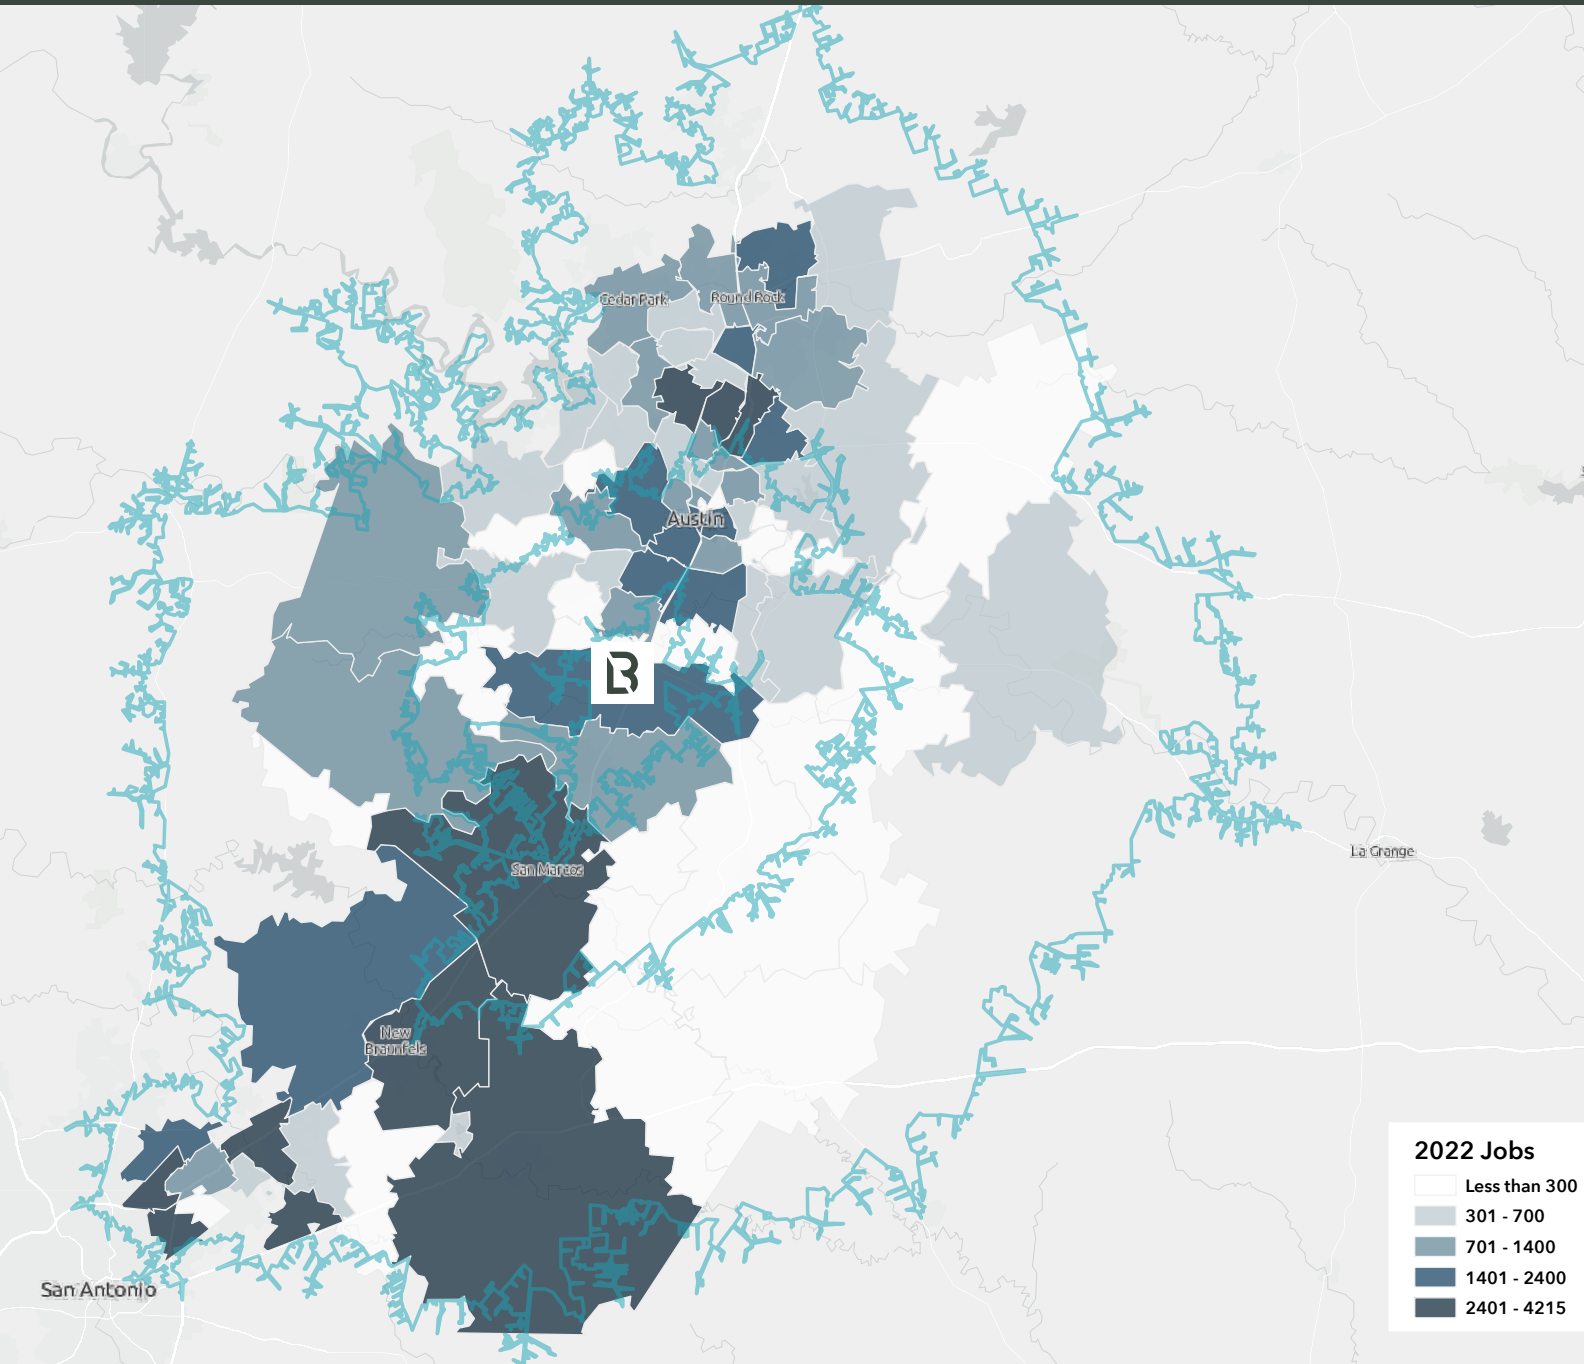 Cedar Park
Round Rock
Austin
San Marcos
La Grange
New
Braunfels
San Antonio
2022 Jobs
Less than 300
301 - 700
701 - 1400
1401 - 2400
2401 - 4215